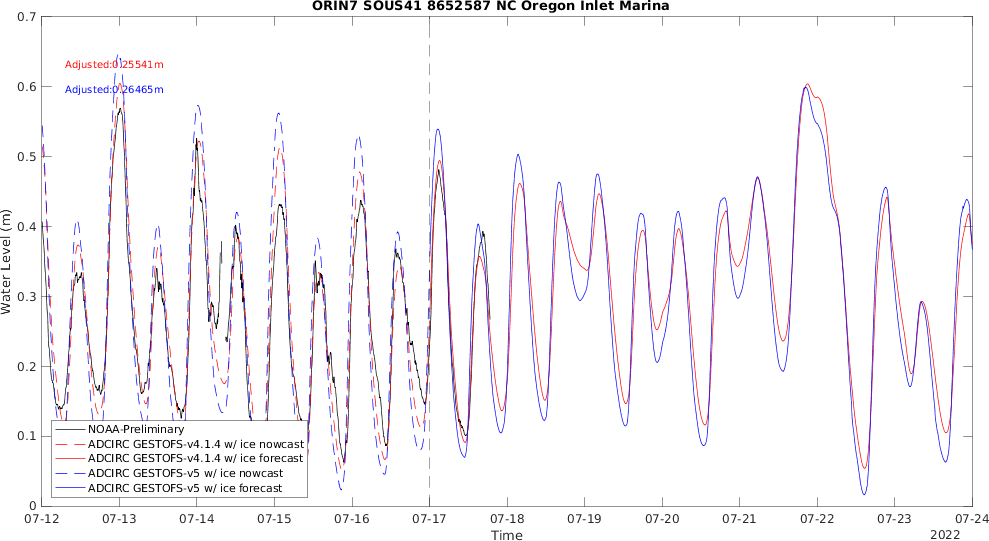 ORIN7 SOUS41 8652587 NC Oregon Inlet Marina
0.7
0.6
0.5
0.4
0.3
0.2
0.1
0
Water Level (m)
Adjusted:0.25541m
Adjusted:0.26465m
NOAA-Preliminary
ADCIRC GESTOFS-v4.1.4 w/ ice nowcast
ADCIRC GESTOFS-v4.1.4 w/ ice forecast
ADCIRC GESTOFS-v5 w/ ice nowcast
ADCIRC GESTOFS-v5 w/ ice forecast
07-12 07-13 07-14 07-15 07-16 07-17 07-18 07-19 07-20 07-21 07-22 07-23 07-24
Time
2022